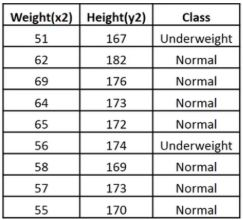 Weight(x2) Height(y2) Class
51 167 Underweight
62 182 Normal
69 176 Normal
64 173 Normal
65 172 Normal
56 174 Underweight
58 169 Normal
57 173 Normal
55 170 Normal